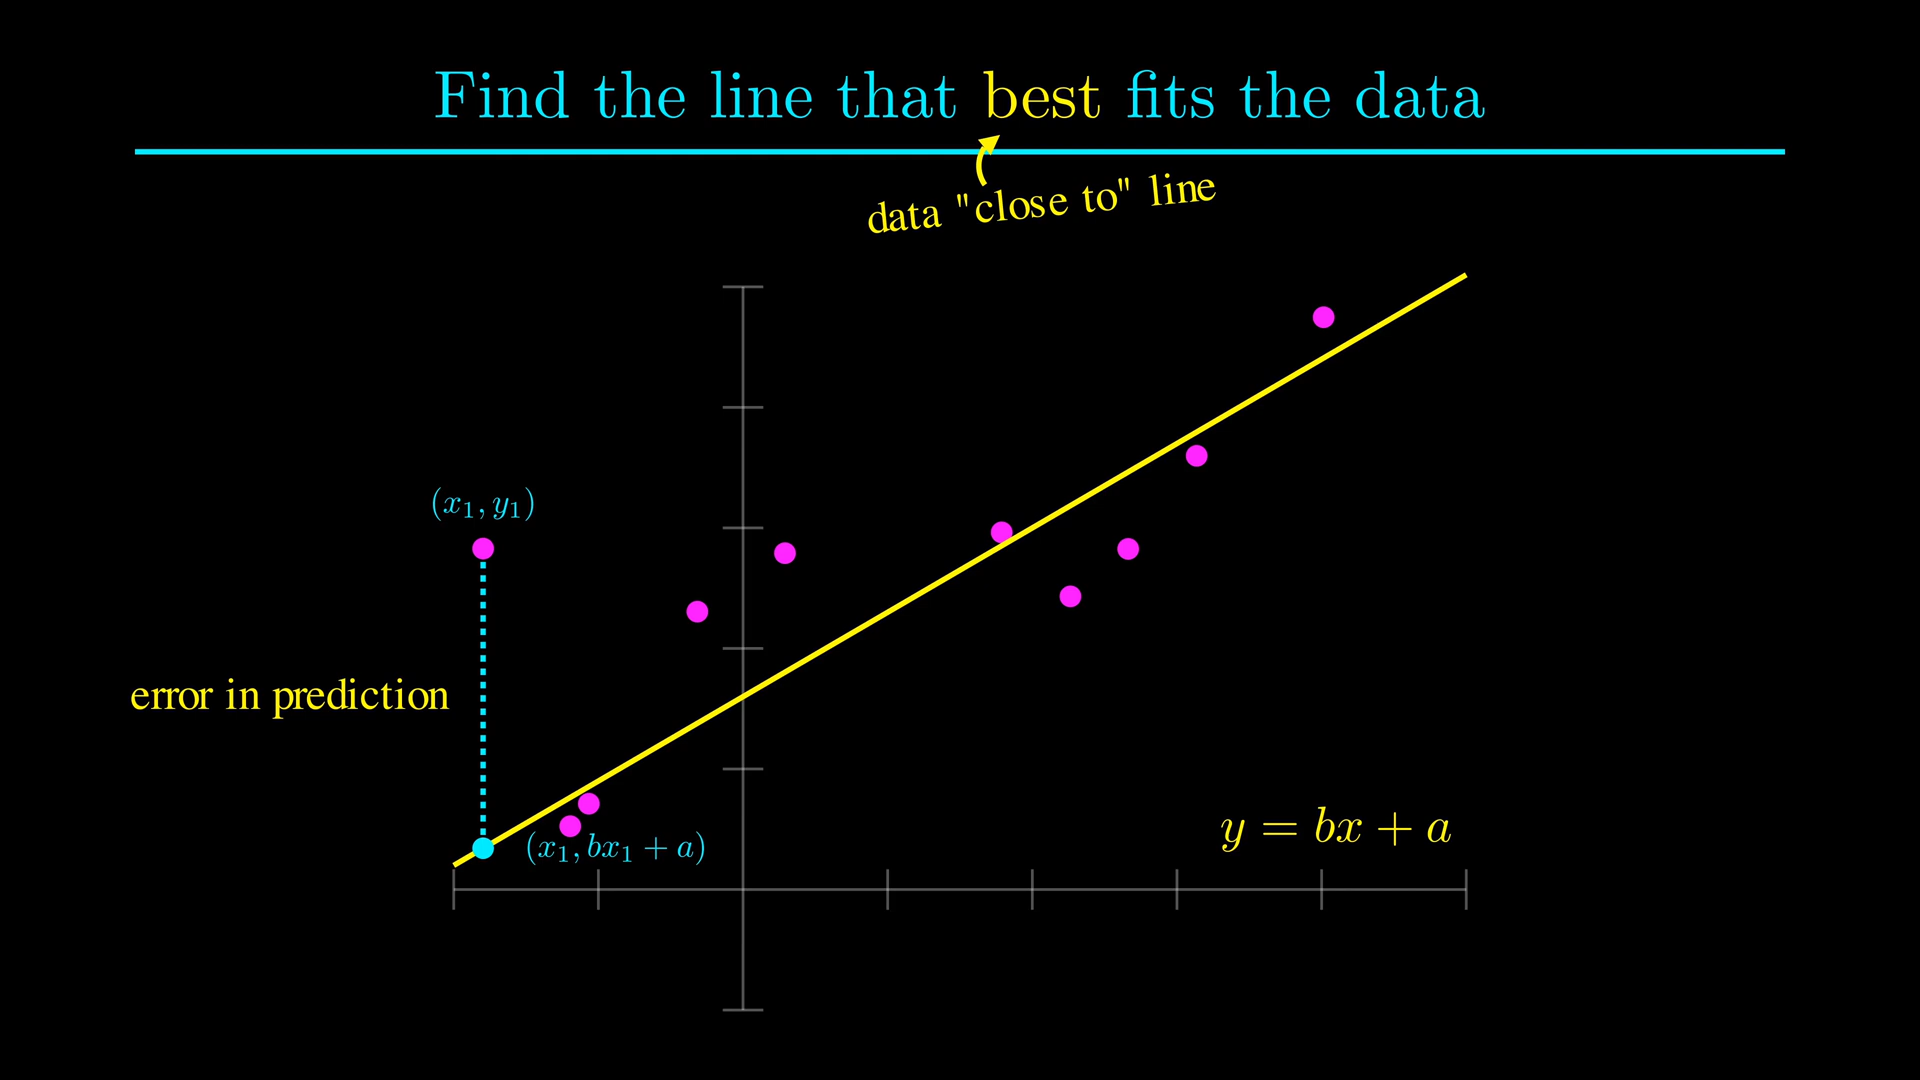 Find the line that best fits the data
data "close to" line
(x₁, y₁)
error in prediction
(x₁, bx₁ + a)
y = bx + a